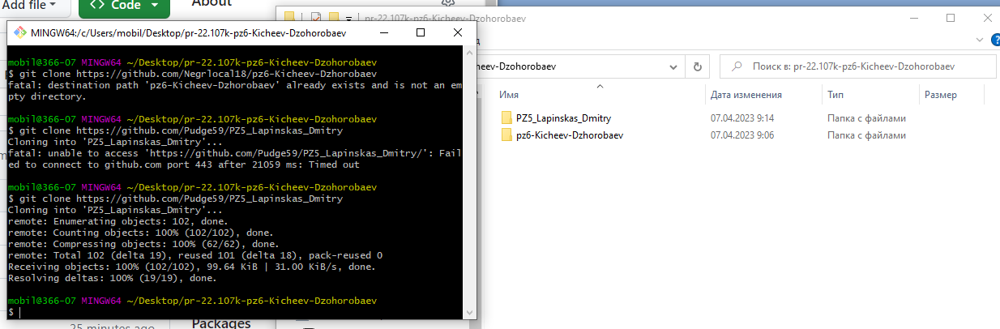 Add file
Code
About
pr-22.107k-pz6-Kicheev-Dzohorobaev
MINGW64:/c/Users/mobil/Desktop/pr-22.107k-pz6-Kicheev-Dzohorobaev
mobil@366-07 MINGW64 ~/Desktop/pr-22.107k-pz6-Kicheev-Dzohorobaev
$ git clone https://github.com/Negrlocal18/pz6-Kicheev-Dzhorobaev
fatal: destination path 'pz6-Kicheev-Dzhorobaev' already exists and is not an em
pty directory.
mobil@366-07 MINGW64 ~/Desktop/pr-22.107k-pz6-Kicheev-Dzohorobaev
$ git clone https://github.com/Pudge59/PZ5_Lapinskas_Dmitry
Cloning into 'PZ5_Lapinskas_Dmitry'...
fatal: unable to access 'https://github.com/Pudge59/PZ5_Lapinskas_Dmitry/': Fail
ed to connect to github.com port 443 after 21059 ms: Timed out
mobil@366-07 MINGW64 ~/Desktop/pr-22.107k-pz6-Kicheev-Dzohorobaev
$ git clone https://github.com/Pudge59/PZ5_Lapinskas_Dmitry
Cloning into 'PZ5_Lapinskas_Dmitry'...
remote: Enumerating objects: 102, done.
remote: Counting objects: 100% (102/102), done.
remote: Compressing objects: 100% (62/62), done.
remote: Total 102 (delta 19), reused 101 (delta 18), pack-reused 0
Receiving objects: 100% (102/102), 99.64 KiB | 31.00 KiB/s, done.
Resolving deltas: 100% (19/19), done.
mobil@366-07 MINGW64 ~/Desktop/pr-22.107k-pz6-Kicheev-Dzohorobaev
$
heev-Dzohorobaev
Поиск в: pr-22.107k-pz6-Kicheev-Dzohorobaev
Имя Дата изменения Тип Размер
PZ5_Lapinskas_Dmitry 07.04.2023 9:14 Папка с файлами
pz6-Kicheev-Dzhorobaev 07.04.2023 9:06 Папка с файлами
25 minutes ago
Packages